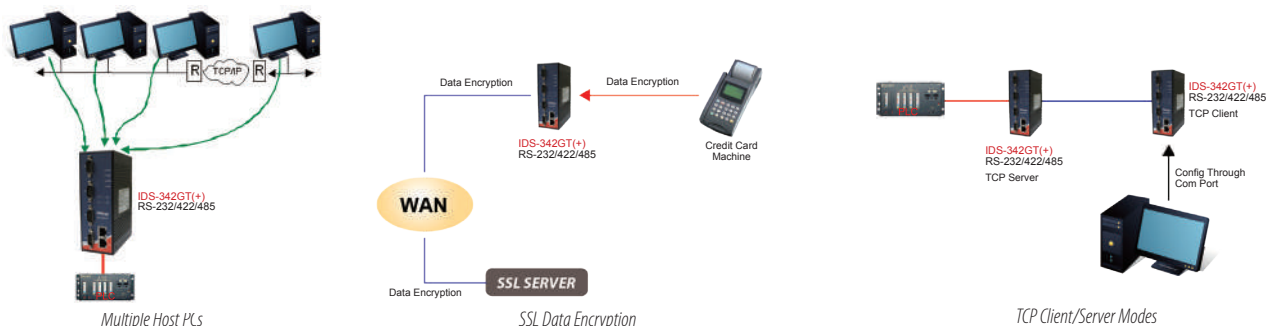 R
TCP/IP
R
IDS-342GT(+)
RS-232/422/485
Multiple Host PCs
Data Encryption
Data Encryption
IDS-342GT(+)
RS-232/422/485
Credit Card
Machine
WAN
SSL SERVER
Data Encryption
SSL Data Encryption
IDS-342GT(+)
RS-232/422/485
TCP Server
IDS-342GT(+)
RS-232/422/485
TCP Client
Config Through
Com Port
TCP Client/Server Modes